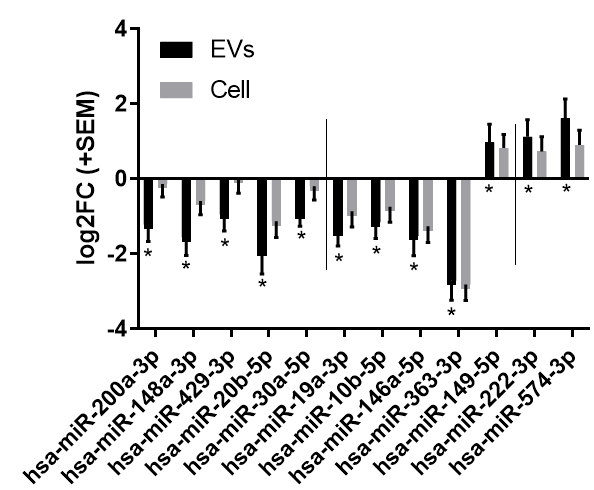 4
2
0
-2
-4
log2FC (+SEM)
EVs
Cell
*
*
*
*
*
*
*
*
*
*
*
*
hsa-miR-200a-3p
hsa-miR-148a-3p
hsa-miR-429-3p
hsa-miR-20b-5p
hsa-miR-30a-5p
hsa-miR-19a-3p
hsa-miR-10b-5p
hsa-miR-146a-5p
hsa-miR-363-3p
hsa-miR-149-5p
hsa-miR-222-3p
hsa-miR-574-3p